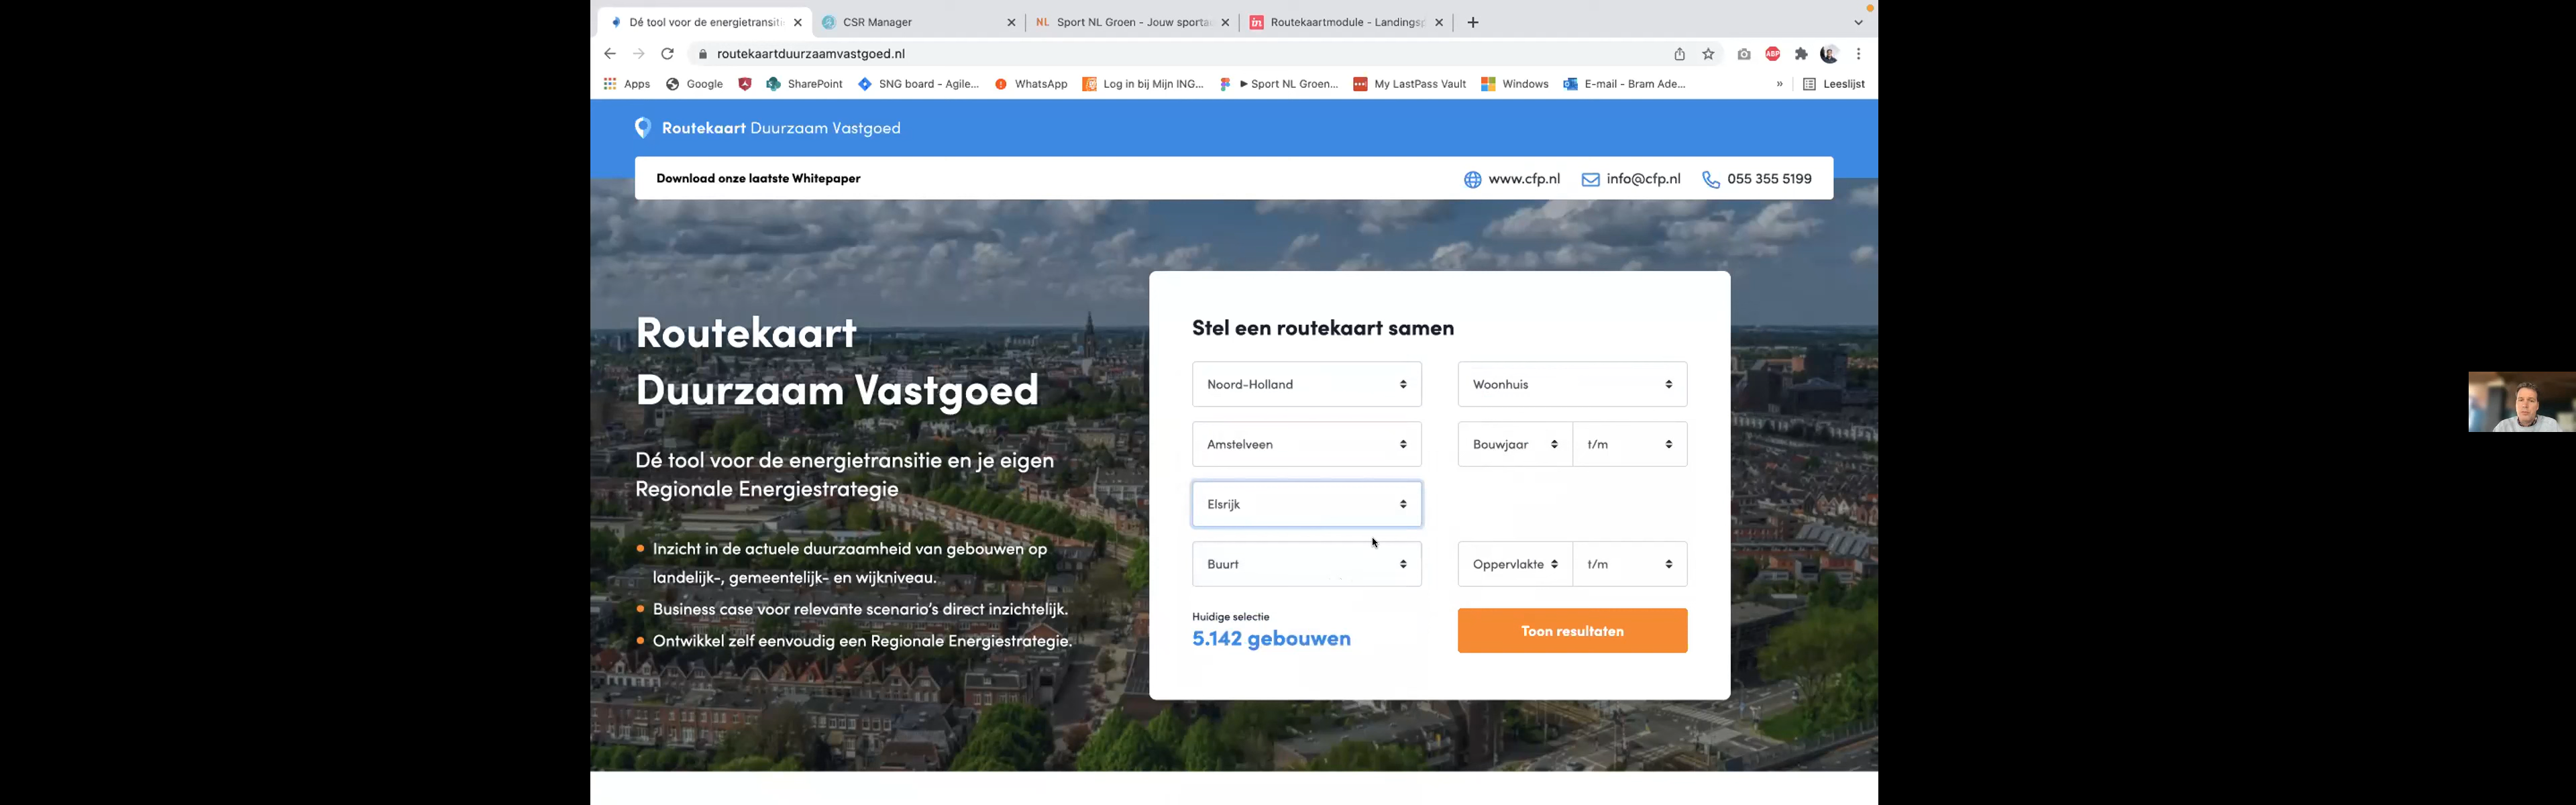 Dé tool voor de energietransiti
CSR Manager
NL Sport NL Groen - Jouw sporta
in Routekaartmodule - Landingsp
routekaartduurzaamvastgoed.nl
ABP
Apps
Google
SharePoint
SNG board - Agile...
WhatsApp
Log in bij Mijn ING...
Sport NL Groen...
My LastPass Vault
Windows
E-mail - Bram Ade...
»
Leeslijst
Routekaart Duurzaam Vastgoed
Download onze laatste Whitepaper
www.cfp.nl
info@cfp.nl
055 355 5199
Routekaart
Duurzaam Vastgoed
Dé tool voor de energietransitie en je eigen
Regionale Energiestrategie
Inzicht in de actuele duurzaamheid van gebouwen op
landelijk-, gemeentelijk- en wijkniveau.
Business case voor relevante scenario's direct inzichtelijk.
Ontwikkel zelf eenvoudig een Regionale Energiestrategie.
Stel een routekaart samen
Noord-Holland
Woonhuis
Amstelveen
Bouwjaar
t/m
Elsrijk
Buurt
Oppervlakte
t/m
Huidige selectie
5.142 gebouwen
Toon resultaten